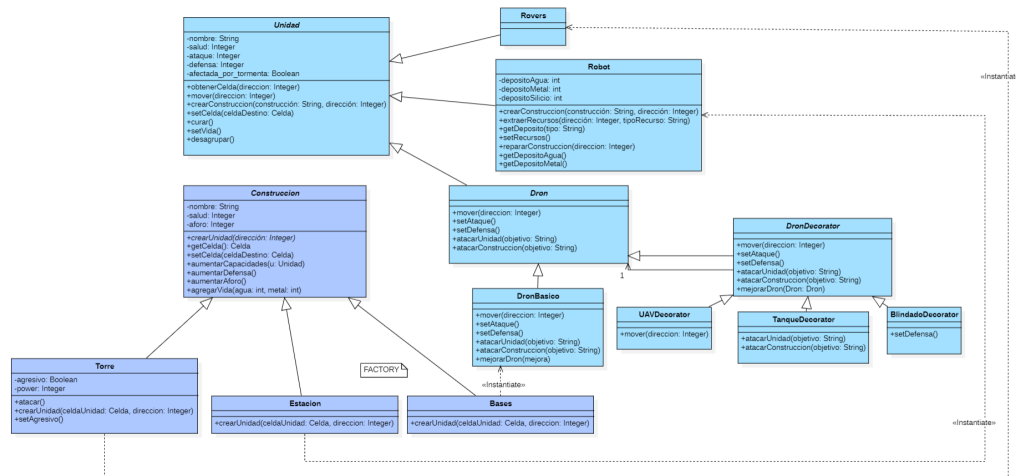 Unidad
-nombre: String
-salud: Integer
-ataque: Integer
-defensa: Integer
-afectada_por_tormenta: Boolean
+obtenerCelda(direccion: Integer)
+mover(direccion: Integer)
+crearConstruccion(construcción: String, dirección: Integer)
+setCelda(celdaDestino: Celda)
+curar()
+setVida()
+desagrupar()
Rovers
«Instantiate
Robot
-depositoAgua: int
-depositoMetal: int
-depositoSilicio: int
+crearConstruccion(construcción: String, dirección: Integer)
+extraerRecursos(dirección: Integer, tipoRecurso: String)
+getDeposito(tipo: String)
+setRecursos()
+repararConstruccion(direccion: Integer)
+getDepositoAgua()
+getDepositoMetal()
Construccion
-nombre: String
-salud: Integer
-aforo: Integer
+crearUnidad(dirección: Integer)
+getCelda(): Celda
+setCelda(celdaDestino: Celda)
+aumentarCapacidades(u: Unidad)
+aumentarDefensa()
+aumentarAforo()
+agregarVida(agua: int, metal: int)
Dron
+mover(direccion: Integer)
+setAtaque()
+setDefensa()
+atacarUnidad(objetivo: String)
+atacarConstruccion(objetivo: String)
1
DronDecorator
+mover(direccion: Integer)
+setAtaque()
+setDefensa()
+atacarUnidad(objetivo: String)
+atacarConstruccion(objetivo: String)
+mejorarDron(Dron: Dron)
DronBasico
+mover(direccion: Integer)
+setAtaque()
+setDefensa()
+atacarUnidad(objetivo: String)
+atacarConstruccion(objetivo: String)
+mejorarDron(mejora)
UAVDecorator
+mover(direccion: Integer)
TanqueDecorator
+atacarUnidad(objetivo: String)
+atacarConstruccion(objetivo: String)
BlindadoDecorator
+setDefensa()
Torre
-agresivo: Boolean
-power: Integer
+atacar()
+crearUnidad(celdaUnidad: Celda, direccion: Integer)
+setAgresivo()
FACTORY
«Instantiate»
Estacion
+crearUnidad(celdaUnidad: Celda, direccion: Integer)
Bases
+crearUnidad(celdaUnidad: Celda, direccion: Integer)
«Instantiate»